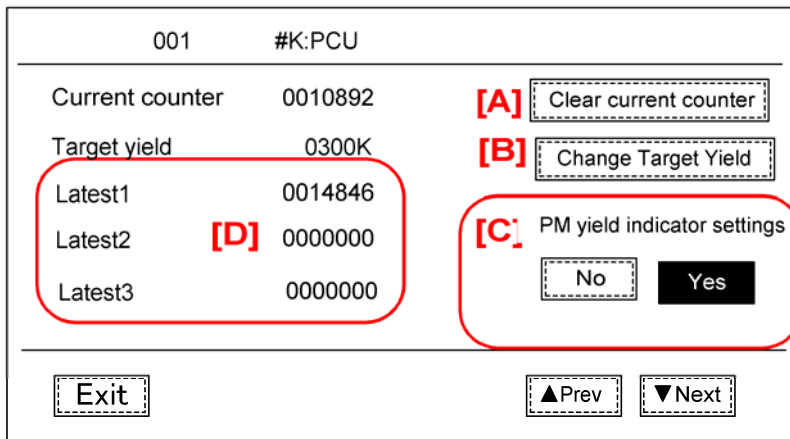 001 #K:PCU
Current counter 0010892 [A] Clear current counter
Target yield 0300K [B] Change Target Yield
Latest1 0014846
Latest2 [D] 0000000 [C] PM yield indicator settings
Latest3 0000000 No Yes
Exit ▲Prev ▼Next